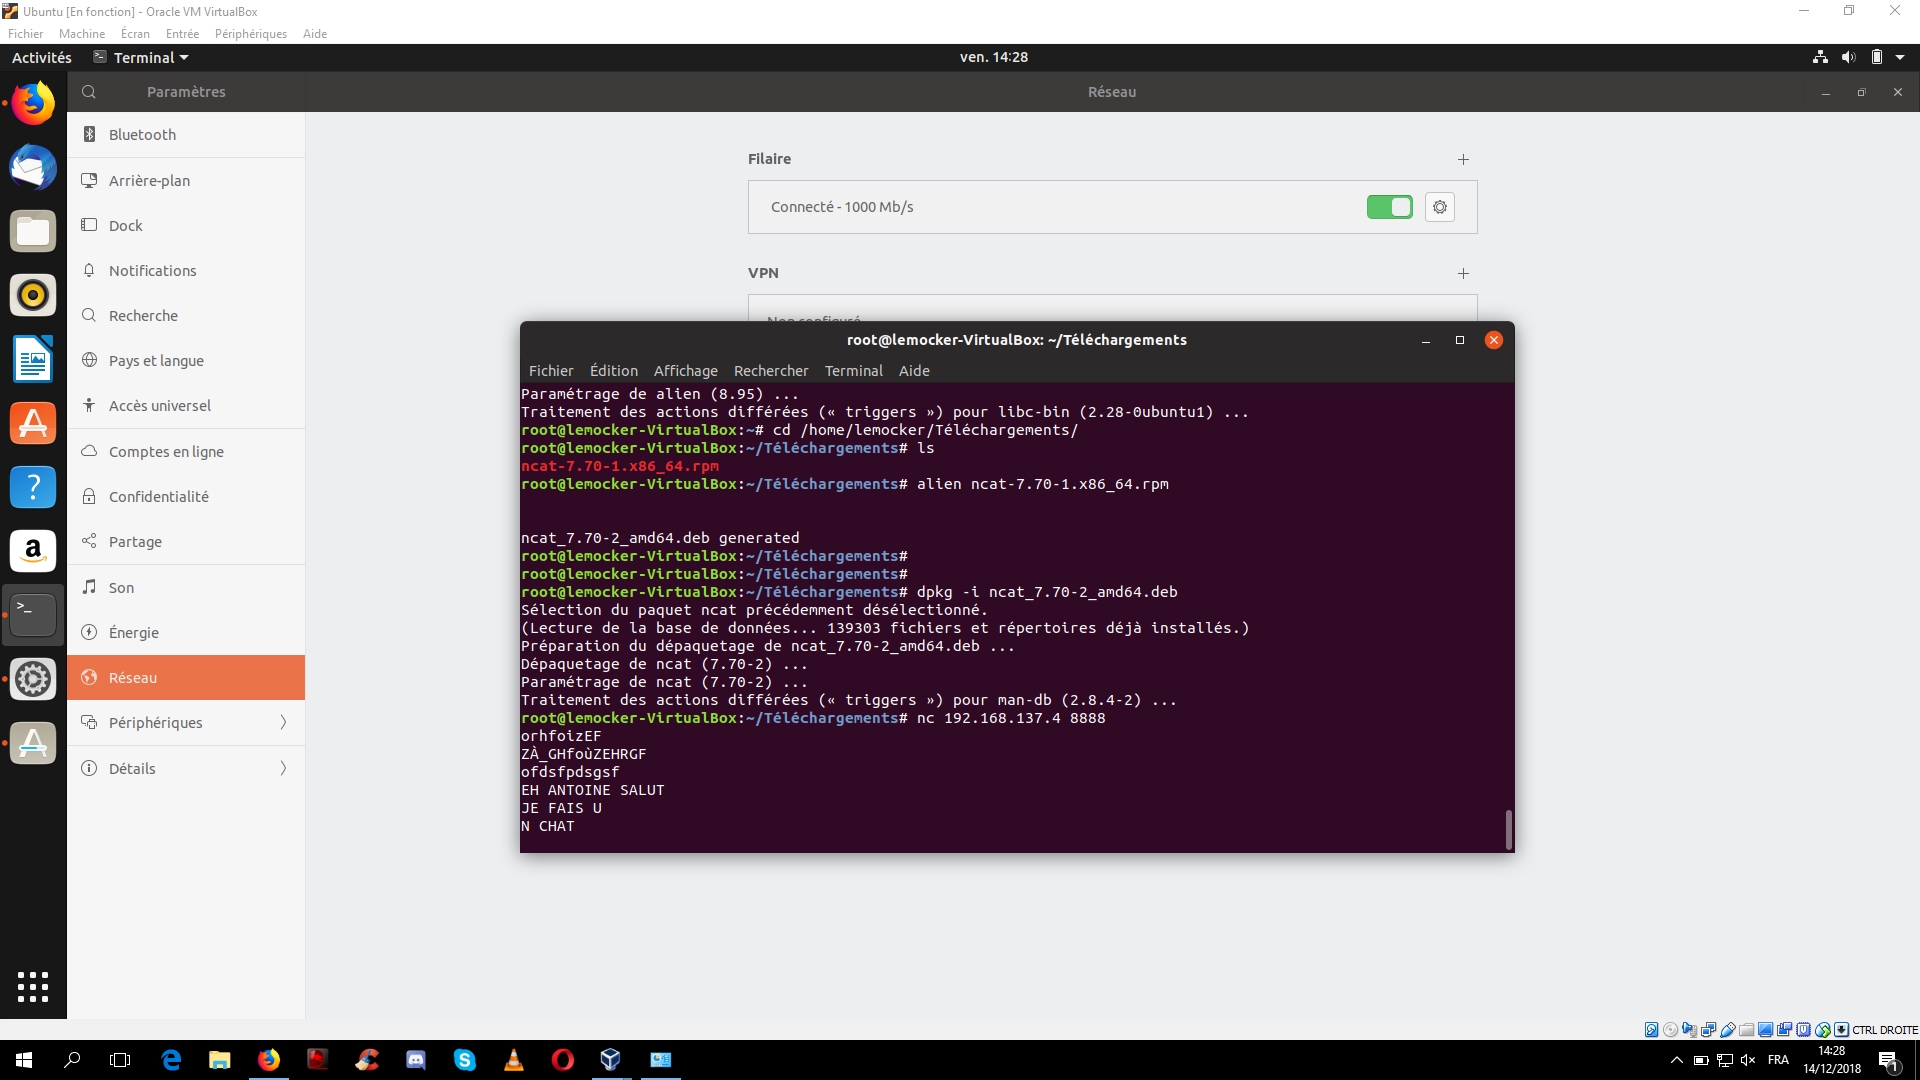 Ubuntu [En fonction] - Oracle VM VirtualBox
Fichier Machine Écran Entrée Périphériques Aide
Activités Terminal ven. 14:28
Paramètres Réseau
Bluetooth
Arrière-plan
Dock
Notifications
Recherche
Pays et langue
Accès universel
Comptes en ligne
Confidentialité
Partage
Son
Énergie
Réseau
Périphériques
Détails
Filaire
Connecté - 1000 Mb/s
VPN
Non configuré
root@lemocker-VirtualBox: ~/Téléchargements
Fichier Édition Affichage Rechercher Terminal Aide
Paramétrage de alien (8.95) ...
Traitement des actions différées (« triggers ») pour libc-bin (2.28-0ubuntu1) ...
root@lemocker-VirtualBox:~# cd /home/lemocker/Téléchargements/
root@lemocker-VirtualBox:~/Téléchargements# ls
ncat-7.70-1.x86_64.rpm
root@lemocker-VirtualBox:~/Téléchargements# alien ncat-7.70-1.x86_64.rpm
ncat_7.70-2_amd64.deb generated
root@lemocker-VirtualBox:~/Téléchargements#
root@lemocker-VirtualBox:~/Téléchargements#
root@lemocker-VirtualBox:~/Téléchargements# dpkg -i ncat_7.70-2_amd64.deb
Sélection du paquet ncat précédemment désélectionné.
(Lecture de la base de données... 139303 fichiers et répertoires déjà installés.)
Préparation du dépaquetage de ncat_7.70-2_amd64.deb ...
Dépaquetage de ncat (7.70-2) ...
Paramétrage de ncat (7.70-2) ...
Traitement des actions différées (« triggers ») pour man-db (2.8.4-2) ...
root@lemocker-VirtualBox:~/Téléchargements# nc 192.168.137.4 8888
orhfoizEF
ZÀ_GHfoùZEHRGF
ofdsfpdsgsf
EH ANTOINE SALUT
JE FAIS U
N CHAT
CTRL DROITE
FRA
14:28
14/12/2018
1